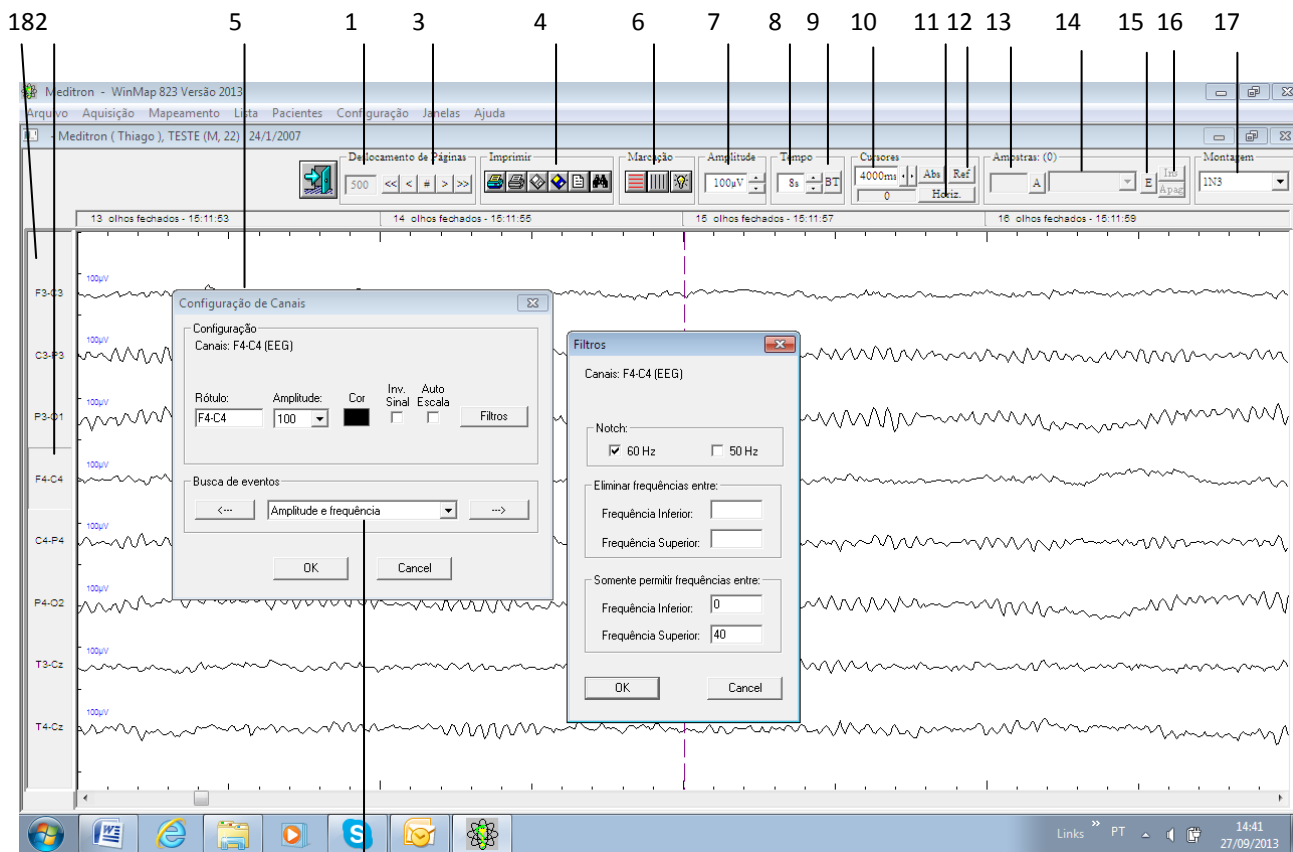 182 5 1 3 4 6 7 8 9 10 11 12 13 14 15 16 17
Meditron - WinMap 823 Versão 2013
Arquivo Aquisição Mapeamento Lista Pacientes Configuração Janelas Ajuda
- Meditron ( Thiago ), TESTE (M, 22) 24/1/2007
Deslocamento de Páginas Imprimir Marcação Amplitude Tempo Cursores Amostras: (0) Montagem
500 << < # > >> 100µV 8s BT 4000ms Abs Ref A E Ins 1N3
0 Horiz. Apag
13 olhos fechados - 15:11:53 14 olhos fechados - 15:11:55 15 olhos fechados - 15:11:57 16 olhos fechados - 15:11:59
100µV
F3-C3
100µV
C3-P3
100µV
P3-O1
100µV
F4-C4
100µV
C4-P4
100µV
P4-O2
100µV
T3-Cz
100µV
T4-Cz
Configuração de Canais
Configuração
Canais: F4-C4 (EEG)
Rótulo: Amplitude: Cor Inv. Sinal Auto Escala
F4-C4 100 Filtros
Busca de eventos
<--- Amplitude e frequência --->
OK Cancel
Filtros
Canais: F4-C4 (EEG)
Notch:
60 Hz 50 Hz
Eliminar frequências entre:
Frequência Inferior:
Frequência Superior:
Somente permitir frequências entre:
Frequência Inferior: 0
Frequência Superior: 40
OK Cancel
Links » PT 14:41
27/09/2013